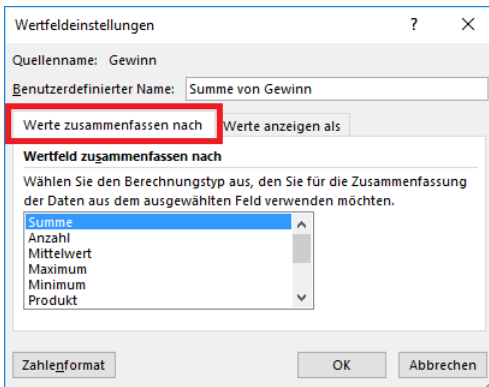 Wertfeldeinstellungen ? ×
Quellenname: Gewinn
Benutzerdefinierter Name: Summe von Gewinn
Werte zusammenfassen nach Werte anzeigen als
Wertfeld zusammenfassen nach
Wählen Sie den Berechnungstyp aus, den Sie für die Zusammenfassung
der Daten aus dem ausgewählten Feld verwenden möchten.
Summe
Anzahl
Mittelwert
Maximum
Minimum
Produkt
Zahlenformat OK Abbrechen